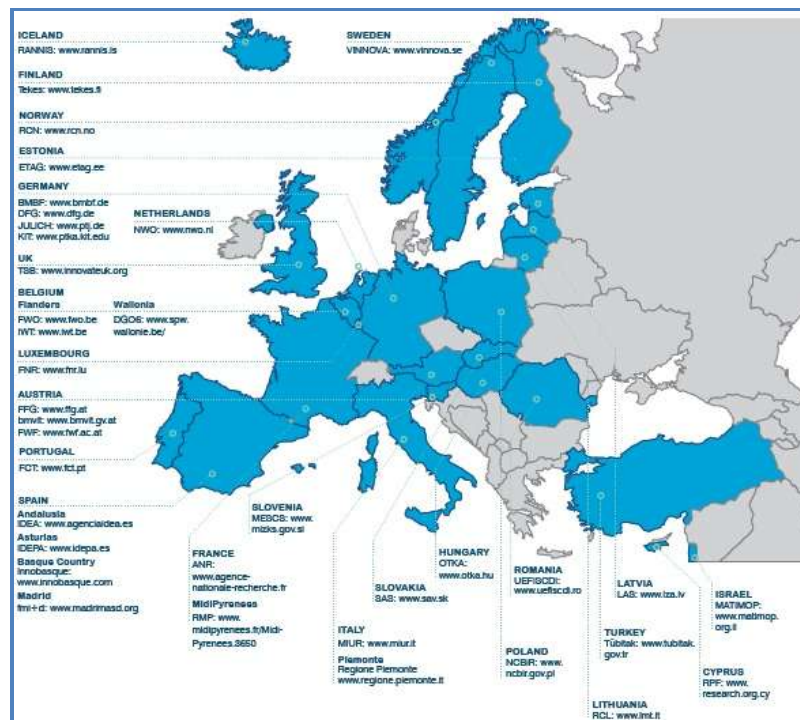 ICELAND
RANNIS: www.rannis.is
SWEDEN
VINNOVA: www.vinnova.se
FINLAND
Tekes: www.tekes.fi
NORWAY
RCN: www.rcn.no
ESTONIA
ETAG: www.etag.ee
GERMANY
BMBF: www.bmbf.de
DFG: www.dfg.de
JULICH: www.ptj.de
KIT: www.ptka.kit.edu
NETHERLANDS
NWO: www.nwo.nl
UK
TSB: www.innovateuk.org
BELGIUM
Flanders
FWO: www.fwo.be
IWT: www.iwt.be
Wallonia
DGO6: www.spw.
wallonie.be/
LUXEMBOURG
FNR: www.fnr.lu
AUSTRIA
FFG: www.ffg.at
bmvit: www.bmvit.gv.at
FWF: www.fwf.ac.at
PORTUGAL
FCT: www.fct.pt
SPAIN
Andalusia
IDEA: www.agenciaidea.es
Asturias
IDEPA: www.idepa.es
Basque Country
Innobasque:
www.innobasque.com
Madrid
fmi+d: www.madrimasd.org
SLOVENIA
MESCS: www.
mizks.gov.si
FRANCE
ANR:
www.agence-
nationale-recherche.fr
MidiPyrenees
RMP: www.
midipyrenees.fr/Midi-
Pyrenees.3650
ITALY
MIUR: www.miur.it
Piemonte
Regione Piemonte
www.regione.piemonte.it
SLOVAKIA
SAS: www.sav.sk
HUNGARY
OTKA:
www.otka.hu
ROMANIA
UEFISCDI:
www.uefiscdi.ro
POLAND
NCBiR: www.
ncbir.gov.pl
LATVIA
LAS: www.lza.lv
TURKEY
Tübitak: www.tubitak.
gov.tr
LITHUANIA
RCL: www.lmt.lt
ISRAEL
MATIMOP:
www.matimop.
org.il
CYPRUS
RPF: www.
research.org.cy